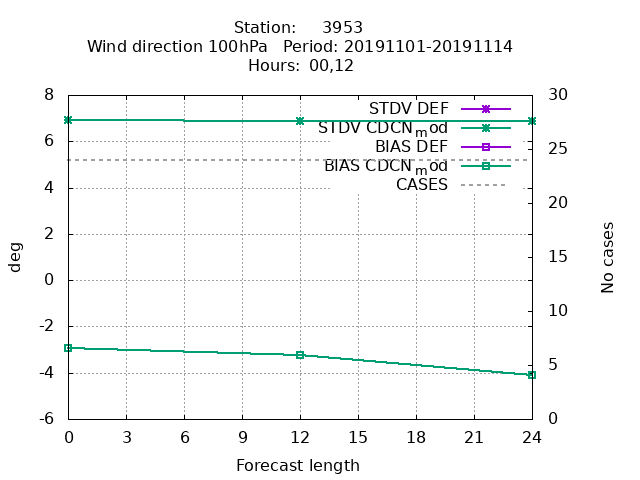 Station: 3953
Wind direction 100hPa Period: 20191101-20191114
Hours: 00,12
8
6
4
2
0
-2
-4
-6
deg
STDV DEF
STDV CDCNmod
BIAS DEF
BIAS CDCNmod
CASES
30
25
20
15
10
5
0
No cases
0 3 6 9 12 15 18 21 24
Forecast length